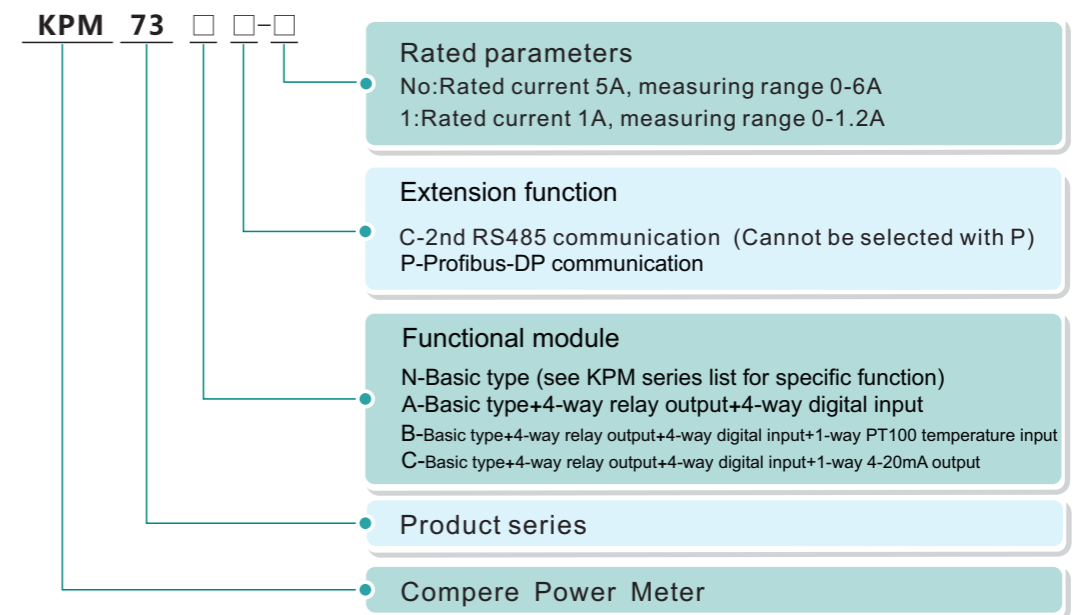 KPM 73 □ □-□
Rated parameters
No:Rated current 5A, measuring range 0-6A
1:Rated current 1A, measuring range 0-1.2A
Extension function
C-2nd RS485 communication (Cannot be selected with P)
P-Profibus-DP communication
Functional module
N-Basic type (see KPM series list for specific function)
A-Basic type+4-way relay output+4-way digital input
B-Basic type+4-way relay output+4-way digital input+1-way PT100 temperature input
C-Basic type+4-way relay output+4-way digital input+1-way 4-20mA output
Product series
Compere Power Meter